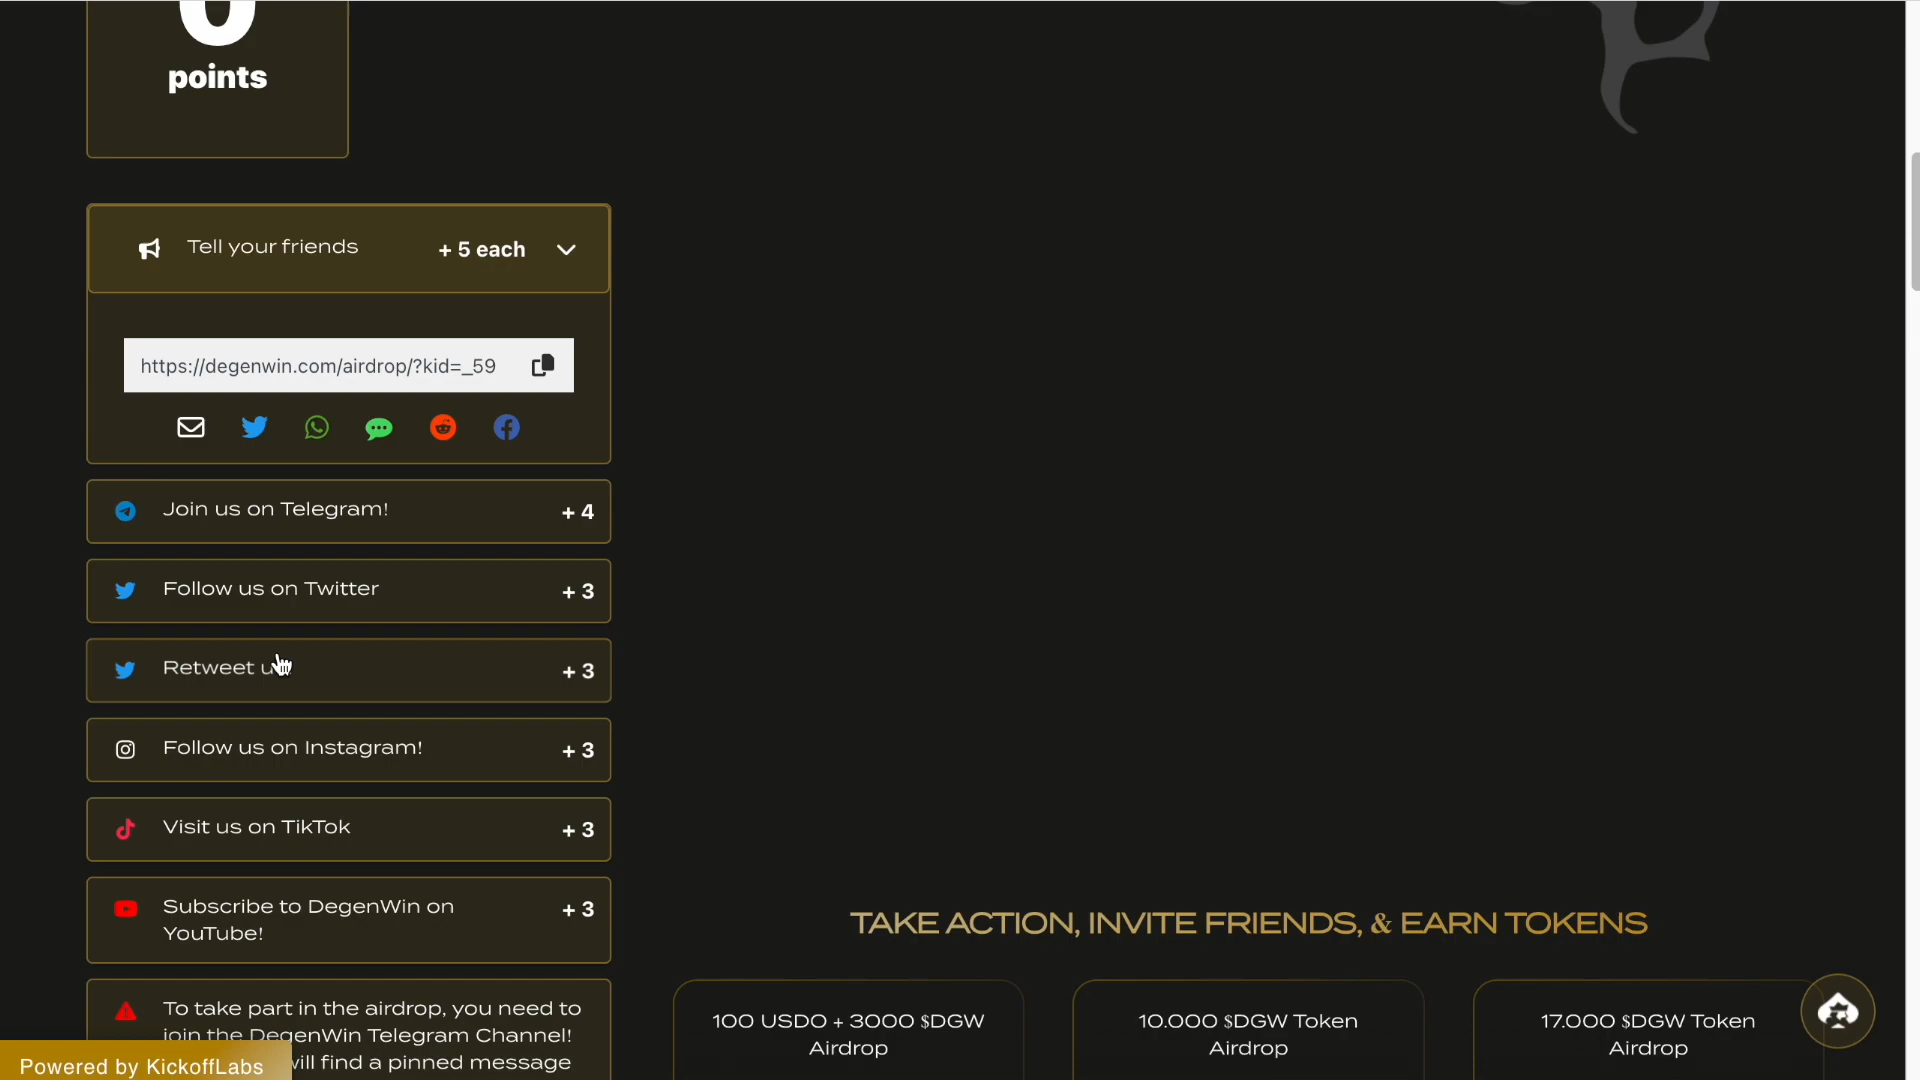 points
Tell your friends + 5 each
https://degenwin.com/airdrop/?kid=_59
Join us on Telegram! + 4
Follow us on Twitter + 3
Retweet + 3
Follow us on Instagram! + 3
Visit us on TikTok + 3
Subscribe to DegenWin on + 3
YouTube!
To take part in the airdrop, you need to
join the DegenWin Telegram Channel!
will find a pinned message
Powered by KickoffLabs
TAKE ACTION, INVITE FRIENDS, & EARN TOKENS
100 USDO + 3000 $DGW
Airdrop
10.000 $DGW Token
Airdrop
17.000 $DGW Token
Airdrop